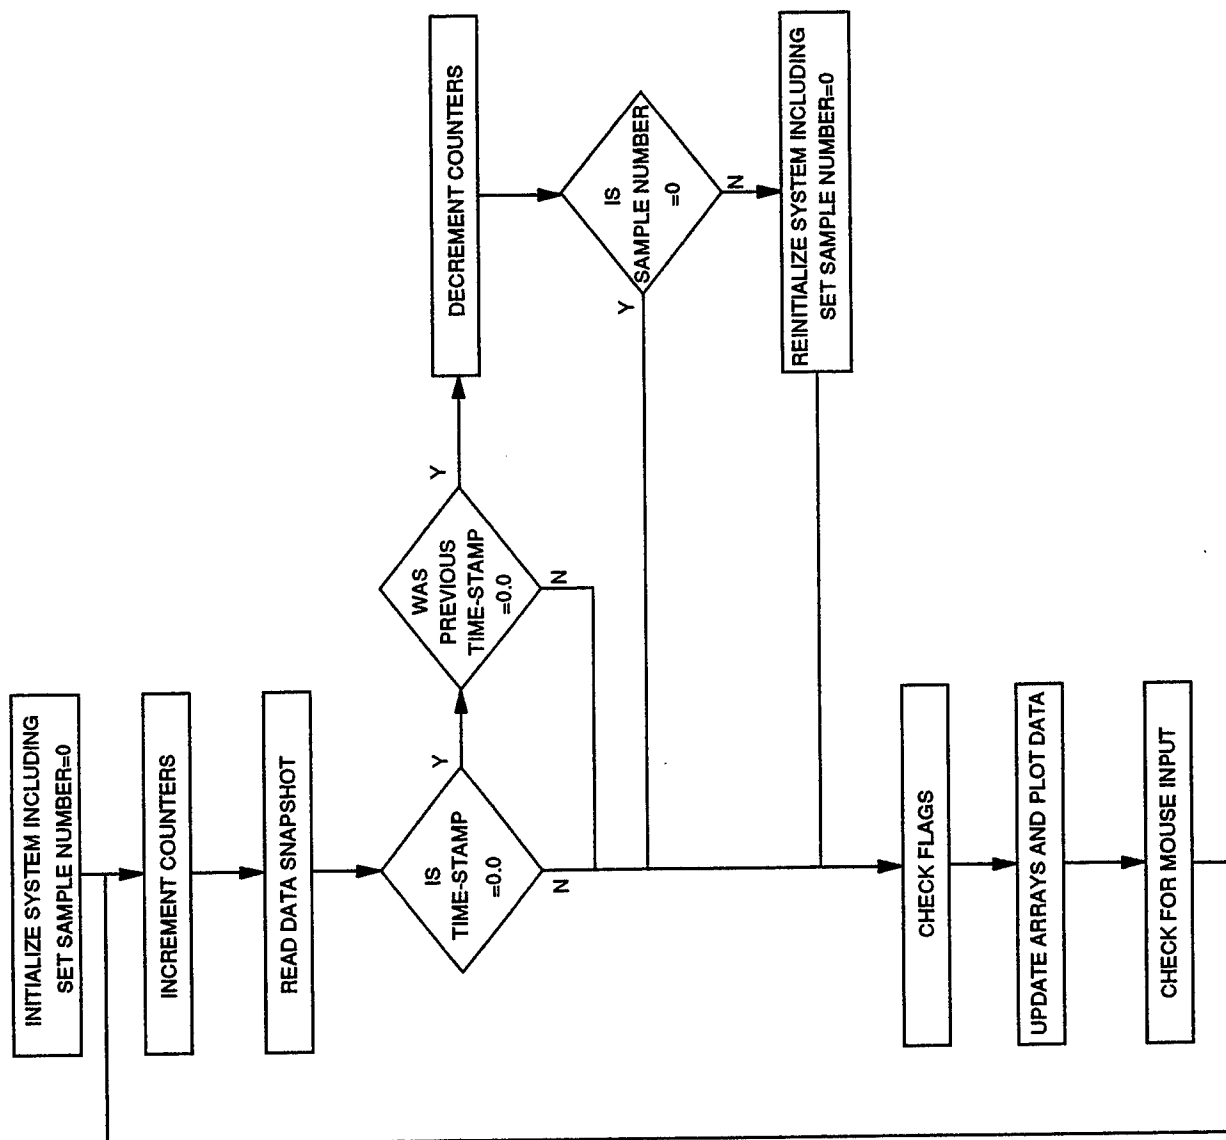 INITIALIZE SYSTEM INCLUDING
SET SAMPLE NUMBER=0
INCREMENT COUNTERS
READ DATA SNAPSHOT
IS
TIME-STAMP
=0.0
Y
N
WAS
PREVIOUS
TIME-STAMP
=0.0
Y
N
DECREMENT COUNTERS
IS
SAMPLE NUMBER
=0
Y
N
REINITIALIZE SYSTEM INCLUDING
SET SAMPLE NUMBER=0
CHECK FLAGS
UPDATE ARRAYS AND PLOT DATA
CHECK FOR MOUSE INPUT